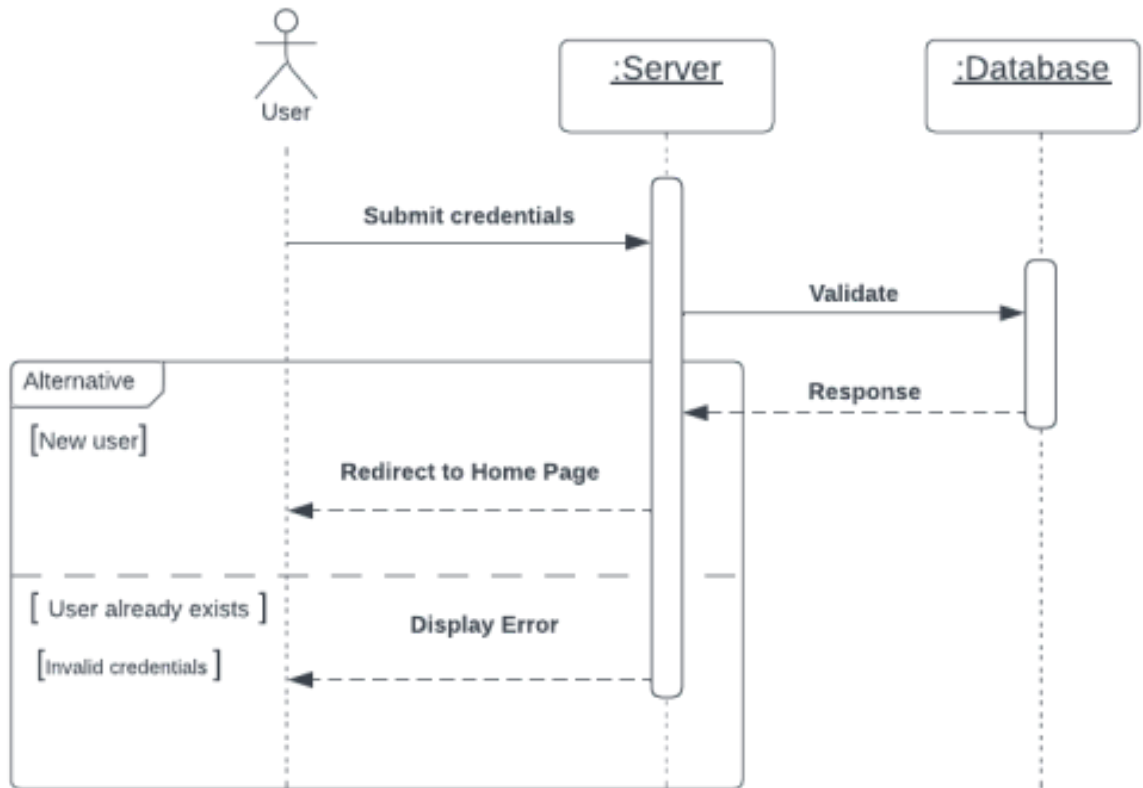 User
:Server
:Database
Submit credentials
Validate
Alternative
Response
[New user]
Redirect to Home Page
[ User already exists ]
Display Error
[Invalid credentials ]